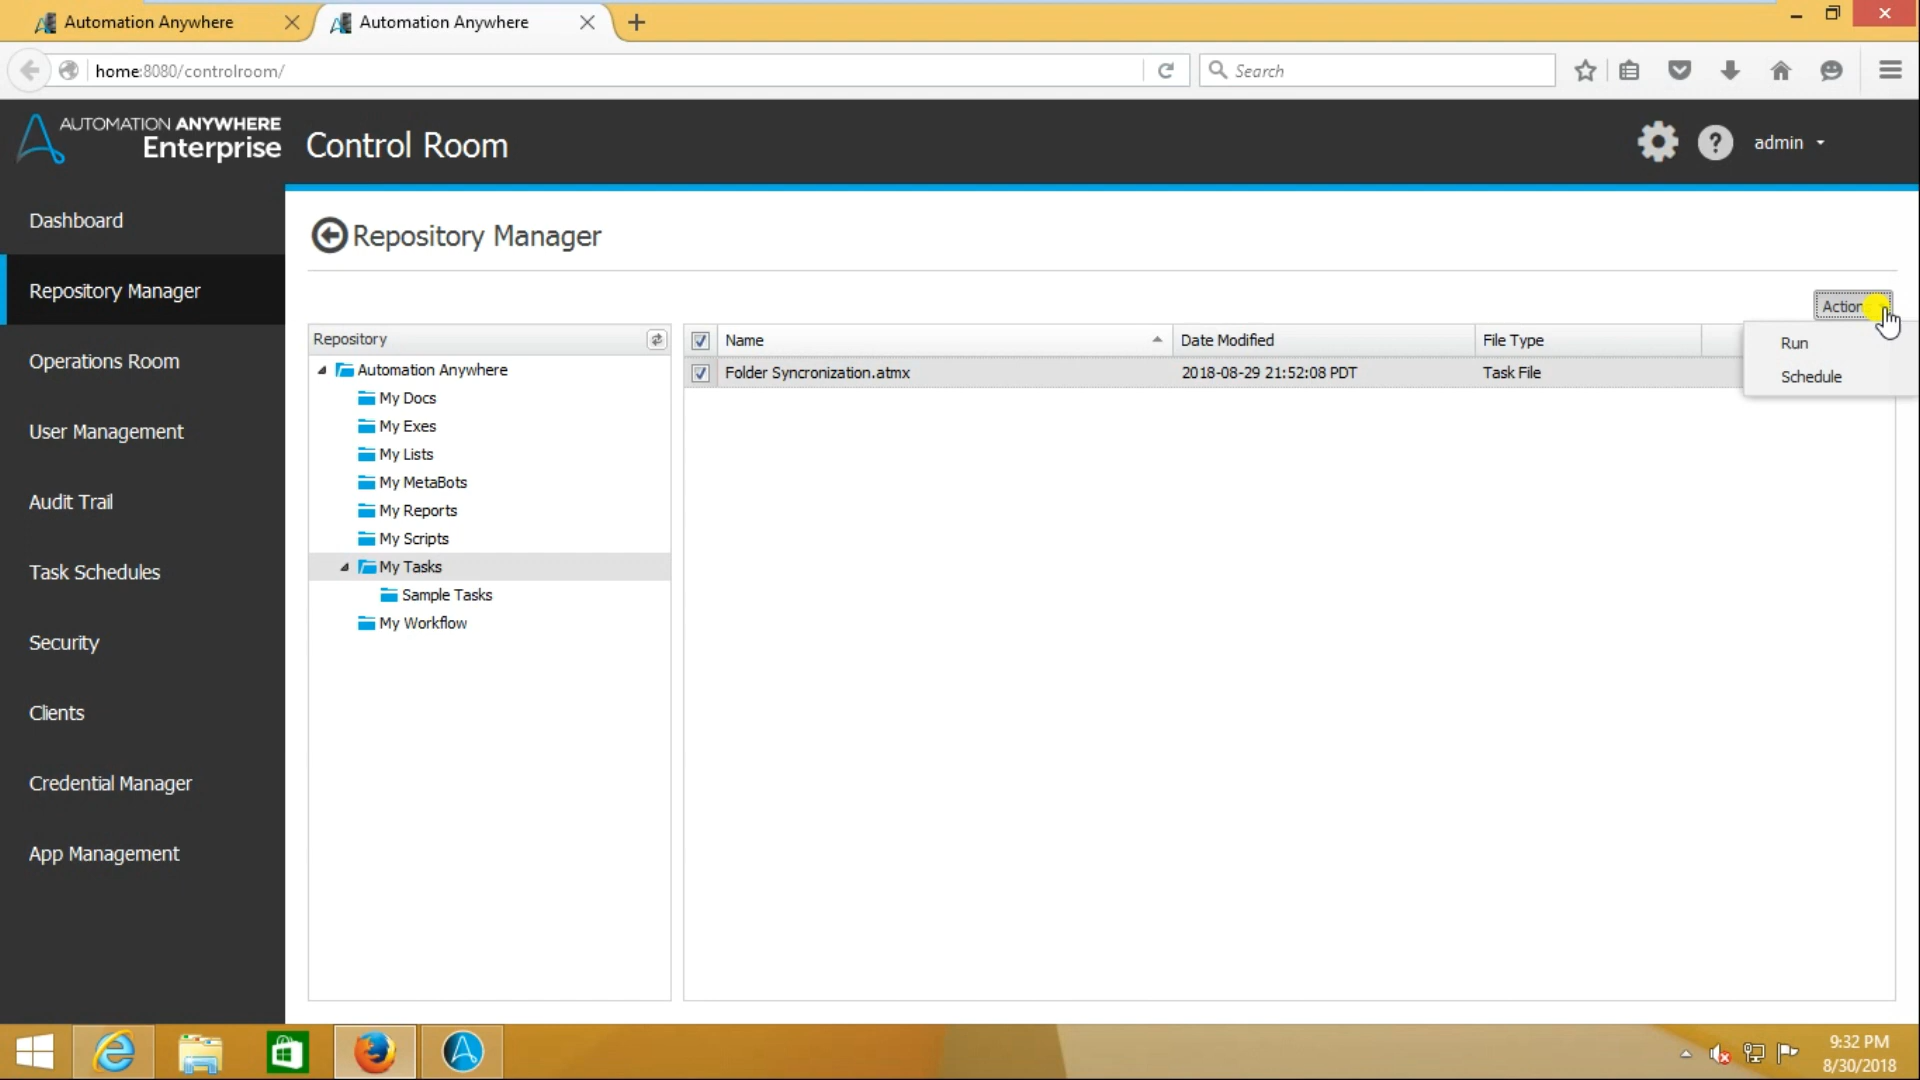 Automation Anywhere
Automation Anywhere
home:8080/controlroom/
Search
AUTOMATION ANYWHERE
Enterprise
Control Room
admin
Dashboard
Repository Manager
Operations Room
User Management
Audit Trail
Task Schedules
Security
Clients
Credential Manager
App Management
Repository Manager
Run
Schedule
Repository
Automation Anywhere
My Docs
My Exes
My Lists
My MetaBots
My Reports
My Scripts
My Tasks
Sample Tasks
My Workflow
Name Date Modified File Type
Folder Syncronization.atmx 2018-08-29 21:52:08 PDT Task File
9:32 PM
8/30/2018